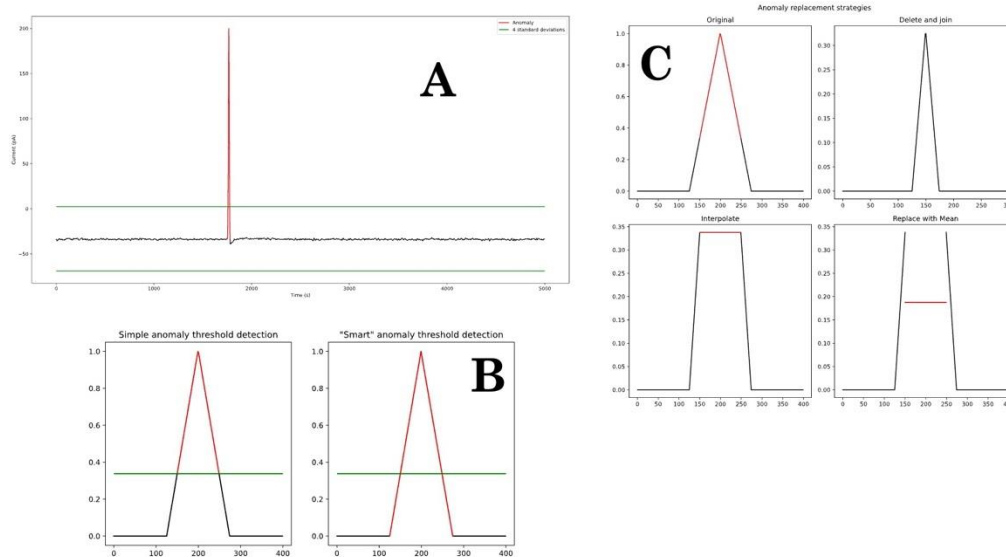 A
Anomaly
4 standard deviations
200
150
100
50
0
−50
Current (pA)
0 1000 2000 3000 4000 5000
Time (s)
Simple anomaly threshold detection
1.0
0.8
0.6
0.4
0.2
0.0
0 100 200 300 400
"Smart" anomaly threshold detection
B
1.0
0.8
0.6
0.4
0.2
0.0
0 100 200 300 400
Anomaly replacement strategies
Original
C
1.0
0.8
0.6
0.4
0.2
0.0
0 50 100 150 200 250 300 350 400
Delete and join
0.30
0.25
0.20
0.15
0.10
0.05
0.00
0 50 100 150 200 250 300
Interpolate
0.35
0.30
0.25
0.20
0.15
0.10
0.05
0.00
0 50 100 150 200 250 300 350 400
Replace with Mean
0.35
0.30
0.25
0.20
0.15
0.10
0.05
0.00
0 50 100 150 200 250 300 350 400